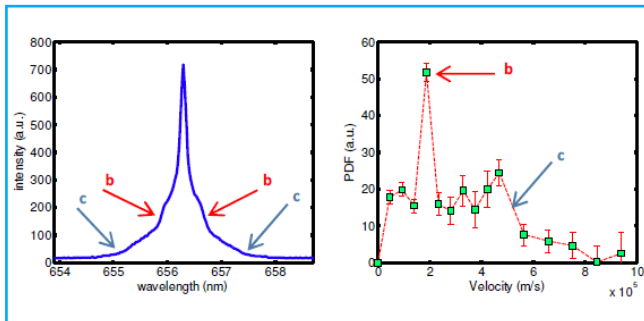 800
700
600
500
400
300
200
100
0
intensity (a.u.)
b
b
c
c
654
655
656
657
658
wavelength (nm)
60
50
40
30
20
10
0
PDF (a.u.)
b
c
0
2
4
6
8
10
x 10⁵
Velocity (m/s)